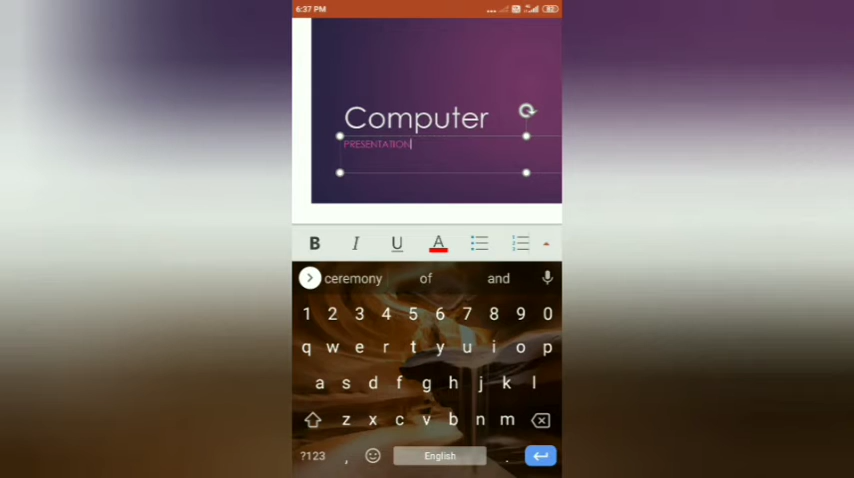 6:37 PM
82
Computer
PRESENTATION
B I U A
ceremony of and
1 2 3 4 5 6 7 8 9 0
q w e r t y u i o p
a s d f g h j k l
z x c v b n m
?123 , English .